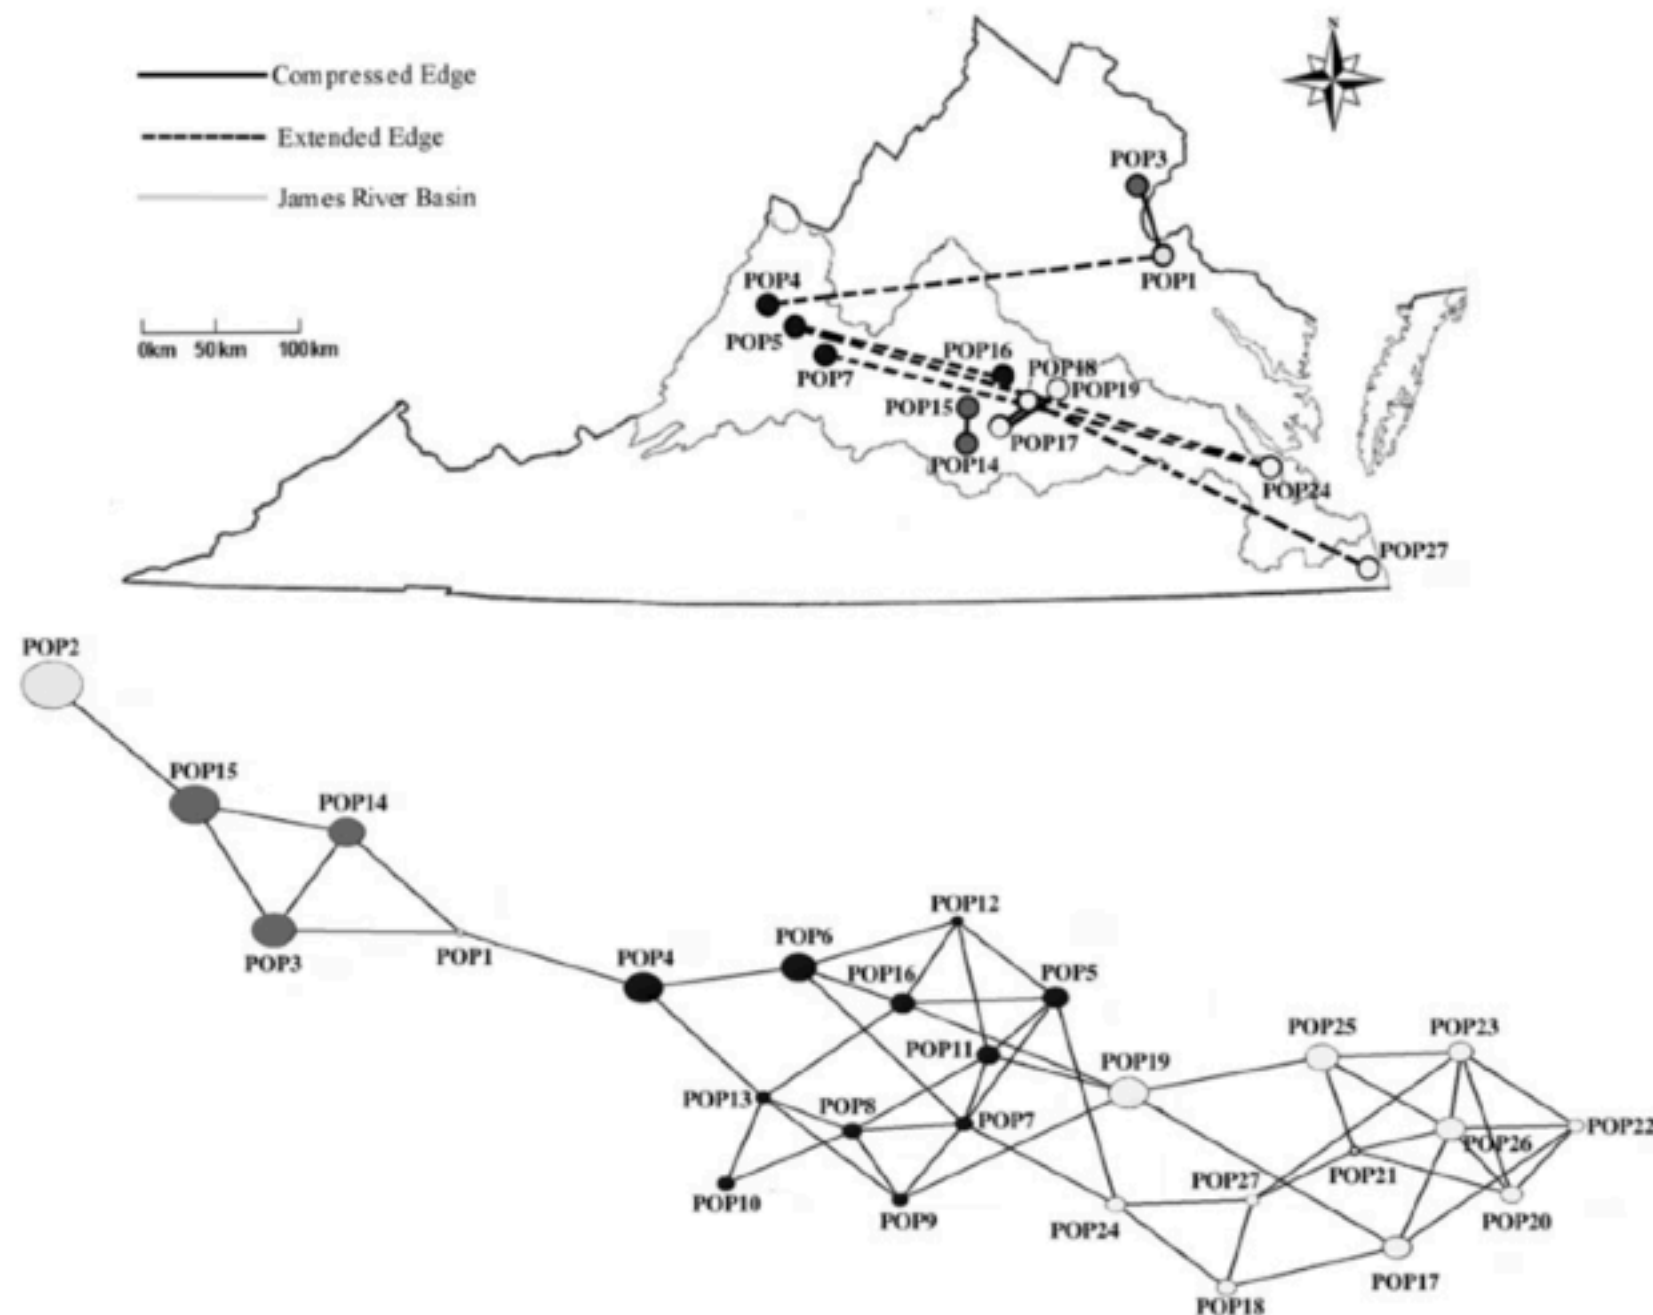 N
Compressed Edge
Extended Edge
James River Basin
POP3
POP1
POP4
0km 50km 100km
POP5
POP7
POP16
POP18
POP19
POP15
POP17
POP14
POP24
POP27
POP2
POP15
POP14
POP3
POP1
POP4
POP6
POP12
POP16
POP5
POP11
POP19
POP25
POP23
POP13
POP8
POP7
POP22
POP26
POP21
POP10
POP9
POP24
POP27
POP20
POP17
POP18